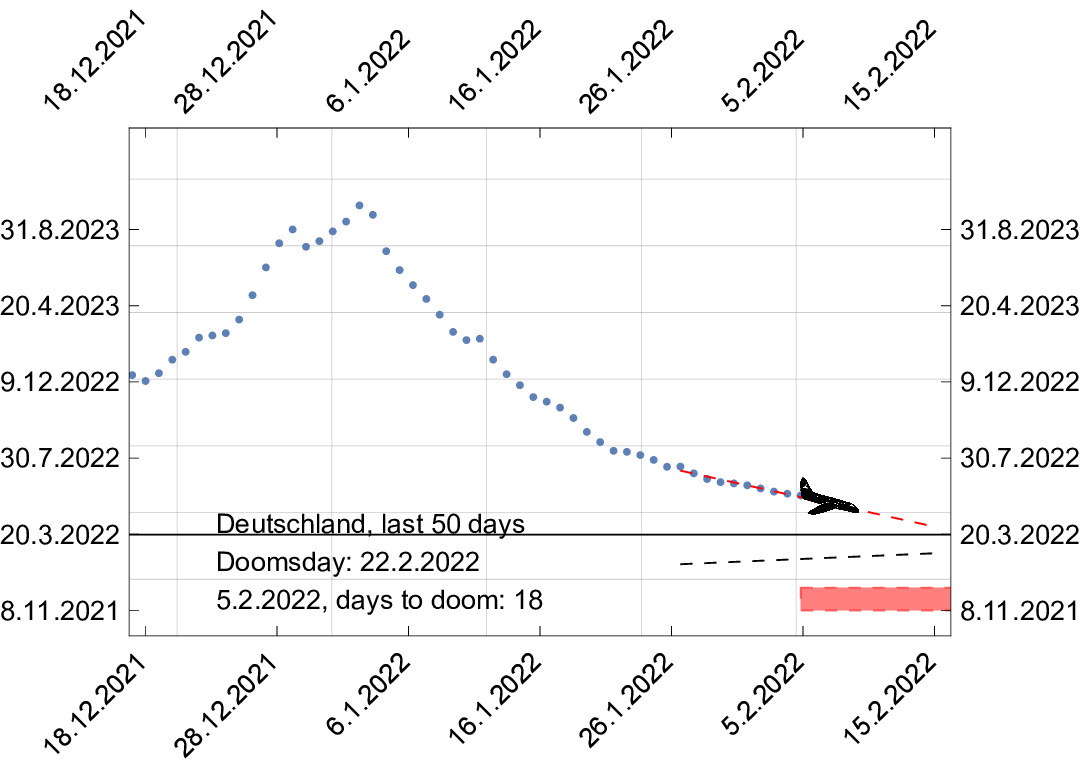 18.12.2021 28.12.2021 6.1.2022 16.1.2022 26.1.2022 5.2.2022 15.2.2022
31.8.2023 31.8.2023
20.4.2023 20.4.2023
9.12.2022 9.12.2022
30.7.2022 30.7.2022
Deutschland, last 50 days
20.3.2022 20.3.2022
Doomsday: 22.2.2022
5.2.2022, days to doom: 18
8.11.2021 8.11.2021
18.12.2021 28.12.2021 6.1.2022 16.1.2022 26.1.2022 5.2.2022 15.2.2022